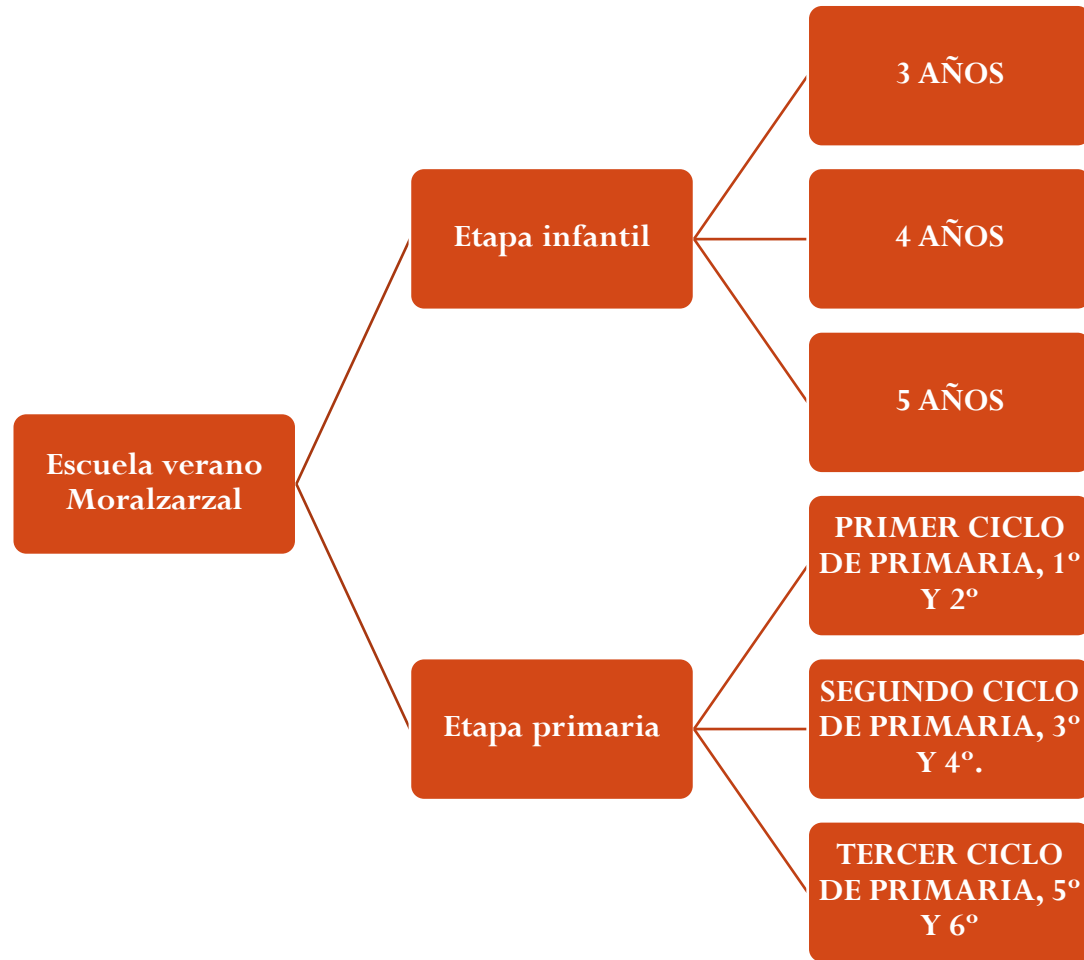 Escuela verano
Moralzarzal
Etapa infantil
3 AÑOS
4 AÑOS
5 AÑOS
Etapa primaria
PRIMER CICLO
DE PRIMARIA, 1º
Y 2º
SEGUNDO CICLO
DE PRIMARIA, 3º
Y 4º.
TERCER CICLO
DE PRIMARIA, 5º
Y 6º